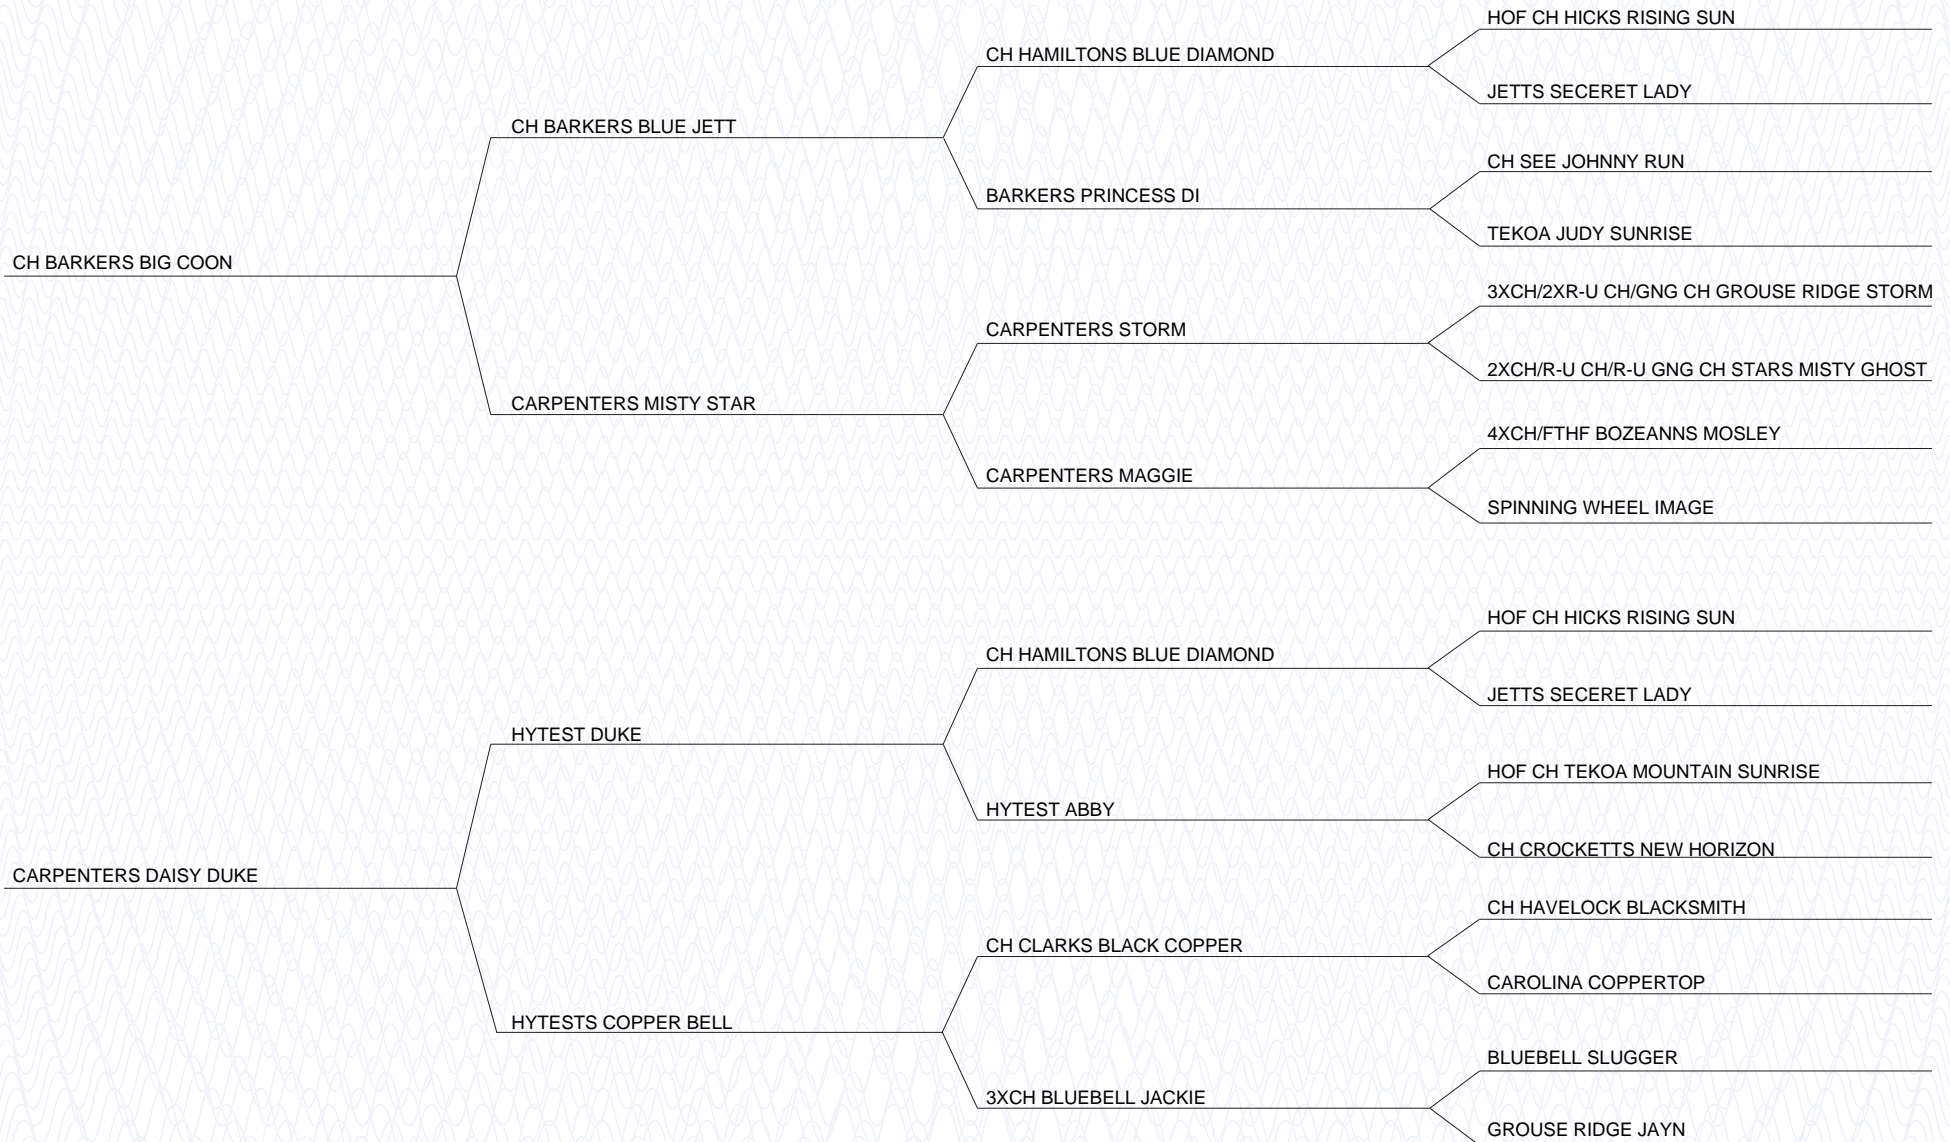 HOF CH HICKS RISING SUN
CH HAMILTONS BLUE DIAMOND
JETTS SECERET LADY
CH BARKERS BLUE JETT
CH SEE JOHNNY RUN
BARKERS PRINCESS DI
TEKOA JUDY SUNRISE
CH BARKERS BIG COON
3XCH/2XR-U CH/GNG CH GROUSE RIDGE STORM
CARPENTERS STORM
2XCH/R-U CH/R-U GNG CH STARS MISTY GHOST
CARPENTERS MISTY STAR
4XCH/FTHF BOZEANNS MOSLEY
CARPENTERS MAGGIE
SPINNING WHEEL IMAGE
HOF CH HICKS RISING SUN
CH HAMILTONS BLUE DIAMOND
JETTS SECERET LADY
HYTEST DUKE
HOF CH TEKOA MOUNTAIN SUNRISE
HYTEST ABBY
CH CROCKETTS NEW HORIZON
CARPENTERS DAISY DUKE
CH HAVELOCK BLACKSMITH
CH CLARKS BLACK COPPER
CAROLINA COPPERTOP
HYTESTS COPPER BELL
BLUEBELL SLUGGER
3XCH BLUEBELL JACKIE
GROUSE RIDGE JAYN